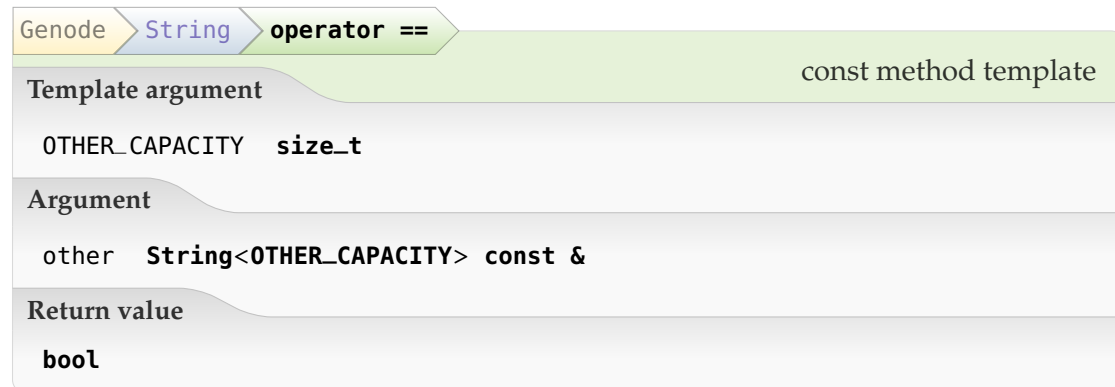 Genode String operator ==
const method template
Template argument
OTHER_CAPACITY size_t
Argument
other String<OTHER_CAPACITY> const &
Return value
bool